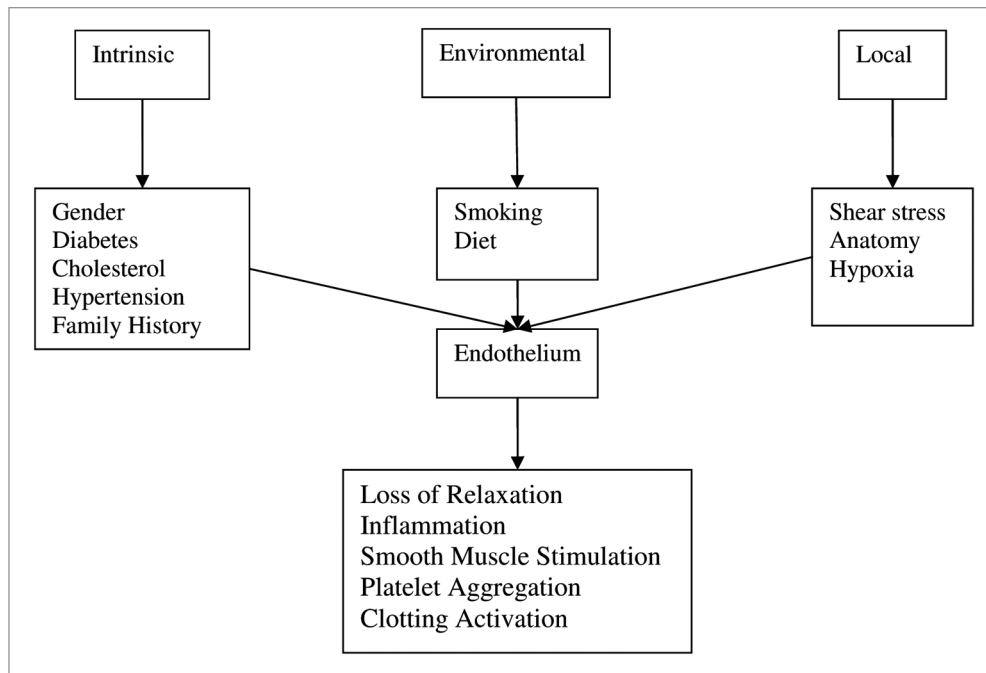 Intrinsic
Environmental
Local
Gender
Diabetes
Cholesterol
Hypertension
Family History
Smoking
Diet
Shear stress
Anatomy
Hypoxia
Endothelium
Loss of Relaxation
Inflammation
Smooth Muscle Stimulation
Platelet Aggregation
Clotting Activation